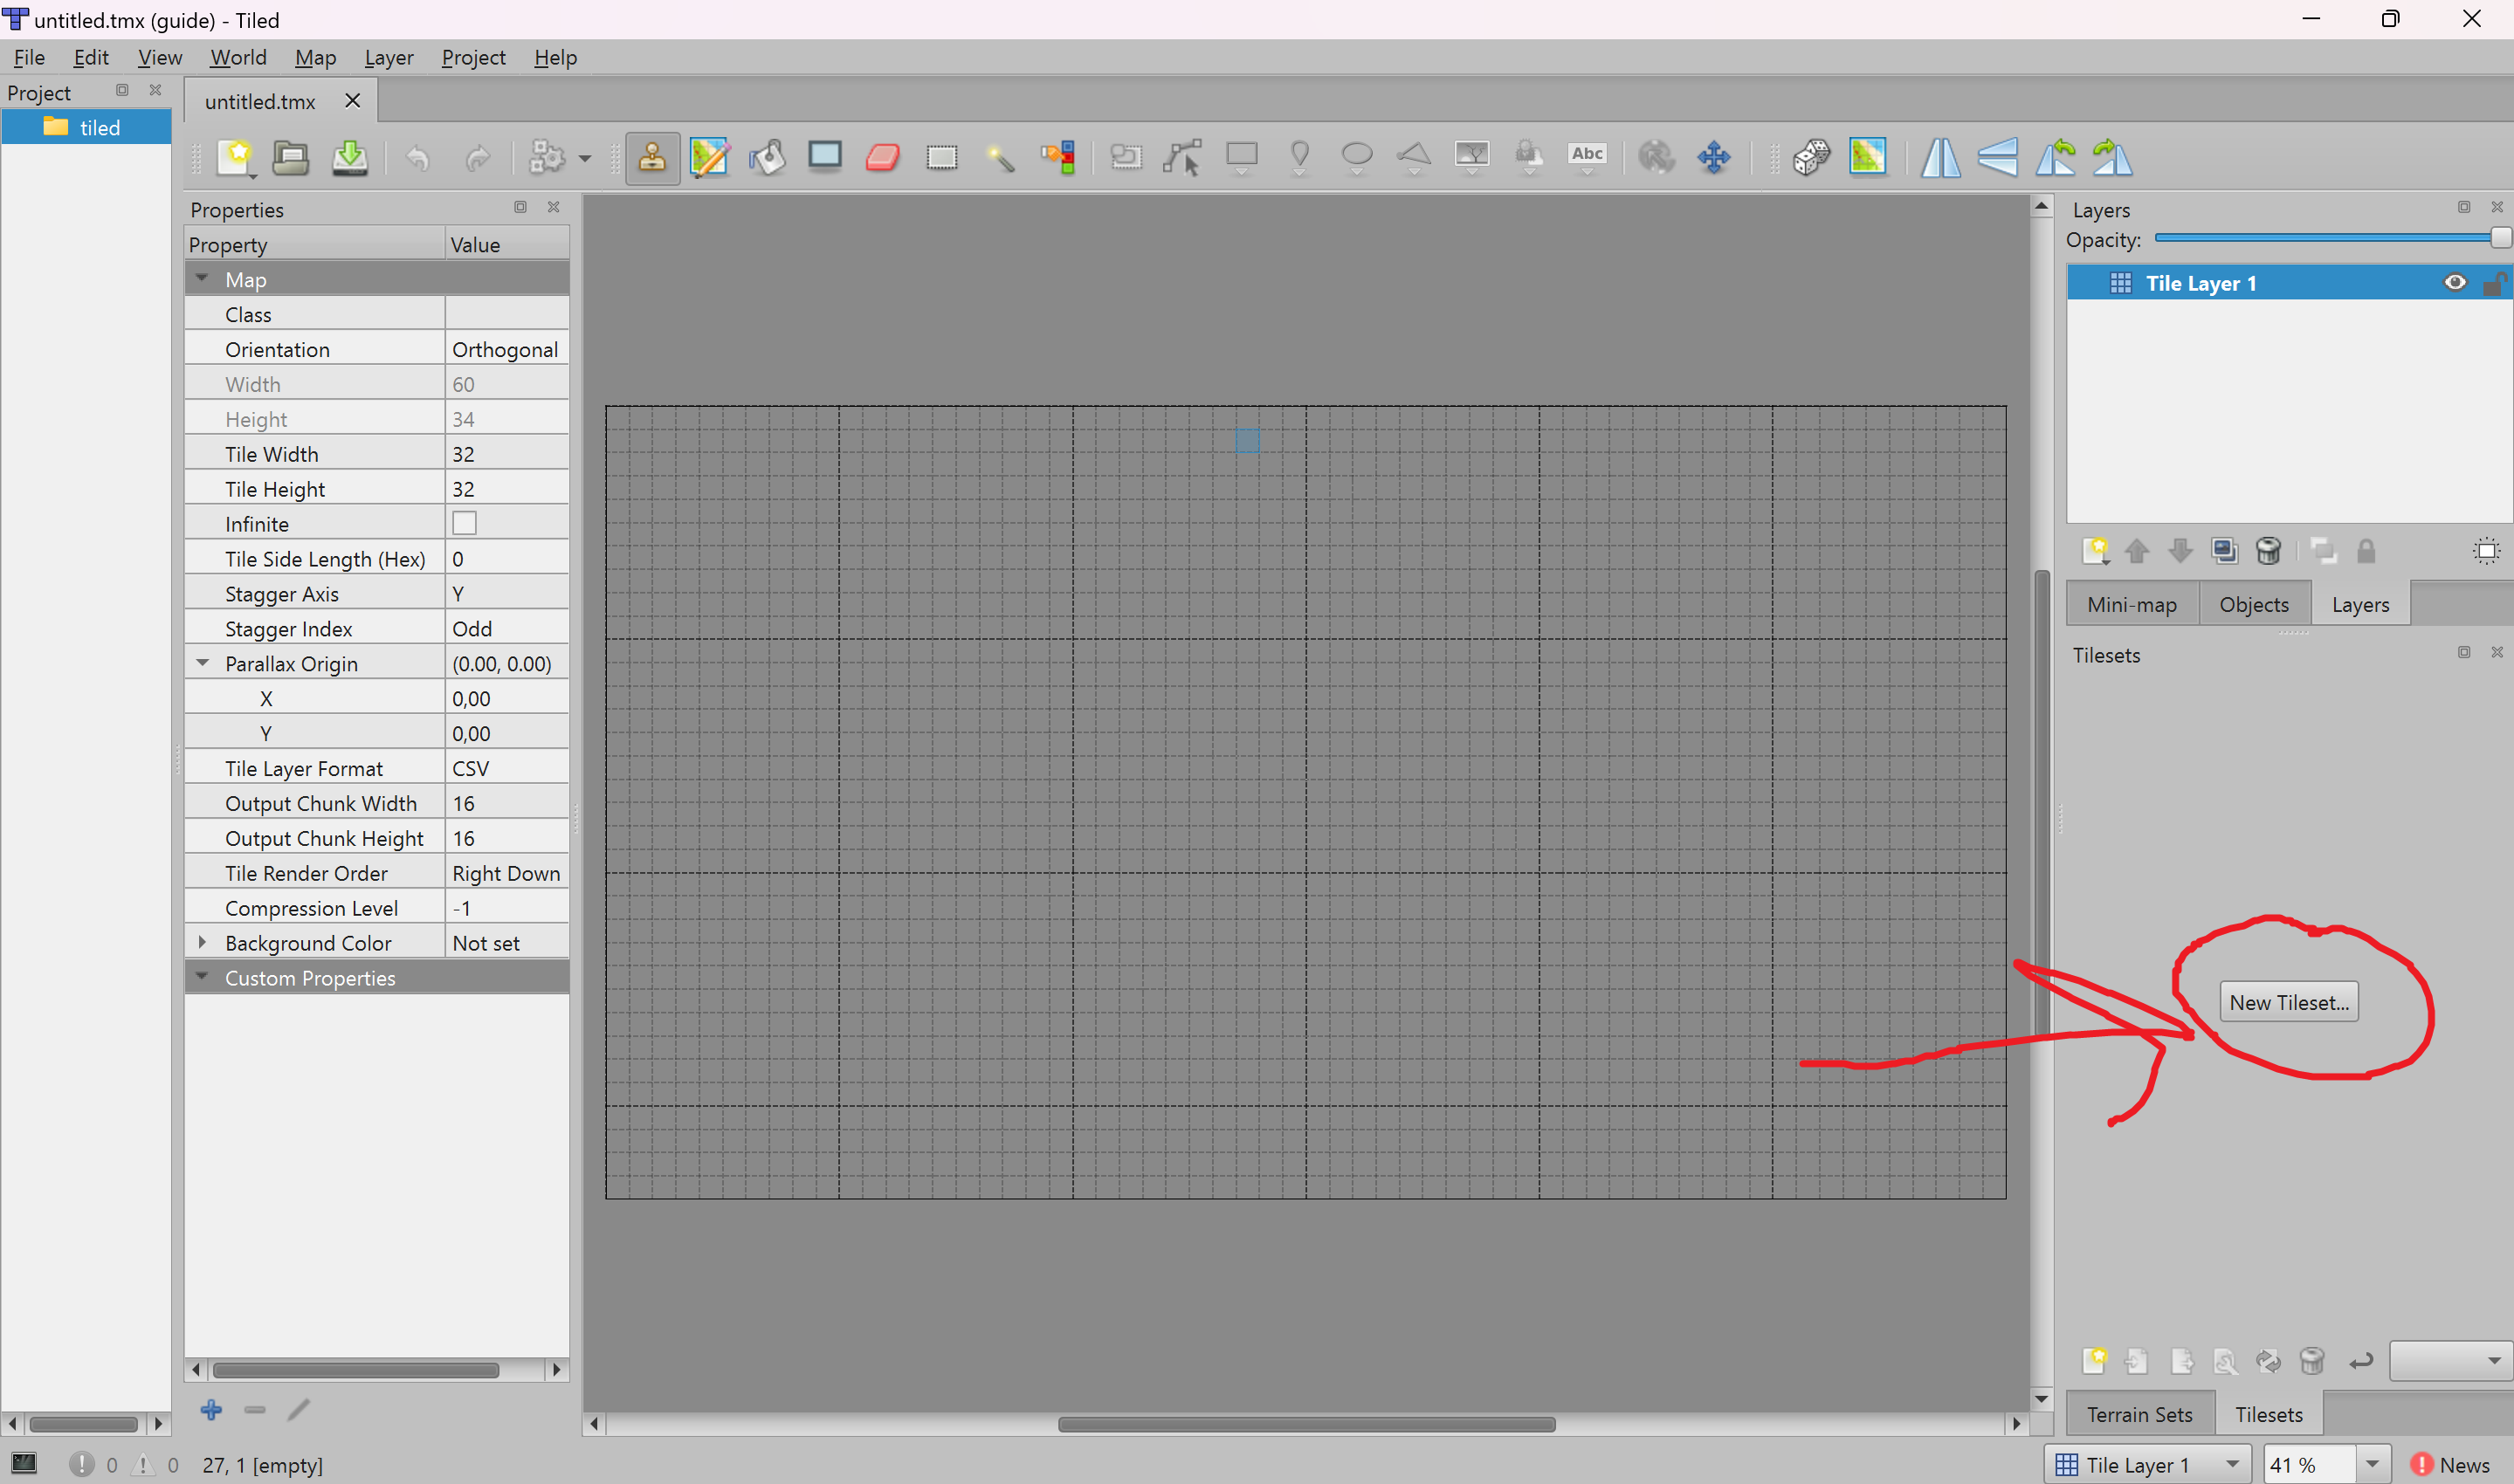 untitled.tmx (guide) - Tiled
File Edit View World Map Layer Project Help
Project
tiled
untitled.tmx
Abc
Properties
Property Value
Map
Class
Orientation Orthogonal
Width 60
Height 34
Tile Width 32
Tile Height 32
Infinite
Tile Side Length (Hex) 0
Stagger Axis Y
Stagger Index Odd
Parallax Origin (0.00, 0.00)
X 0,00
Y 0,00
Tile Layer Format CSV
Output Chunk Width 16
Output Chunk Height 16
Tile Render Order Right Down
Compression Level -1
Background Color Not set
Custom Properties
Layers
Opacity:
Tile Layer 1
Mini-map Objects Layers
Tilesets
New Tileset...
Terrain Sets Tilesets
0 0 27, 1 [empty]
Tile Layer 1 41 % News